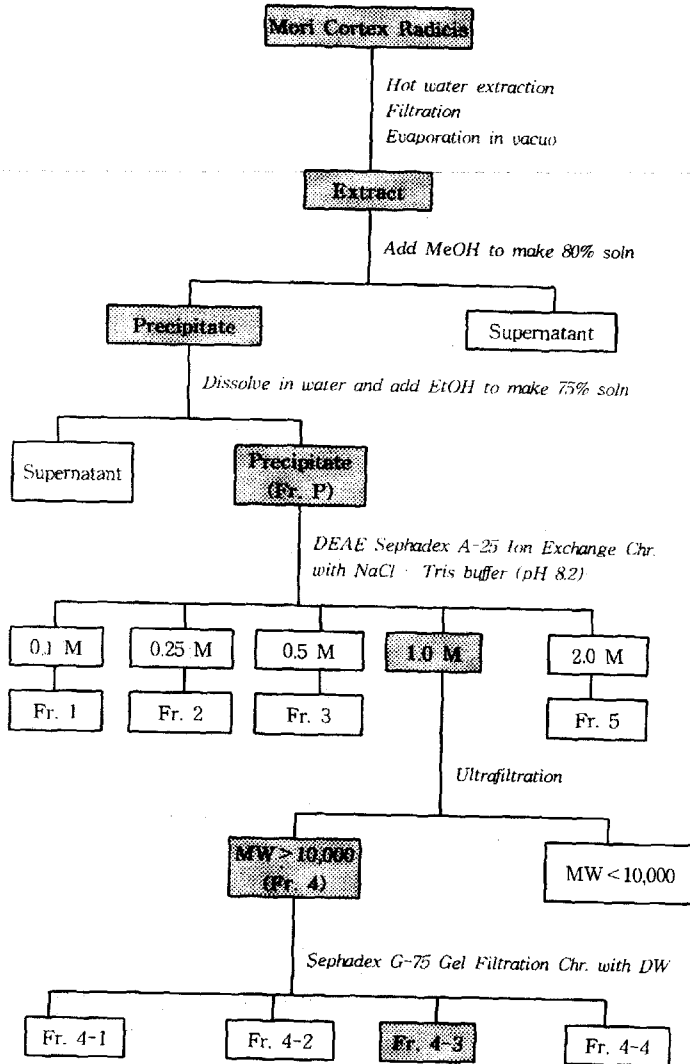 Mori Cortex Radicis
Hot water extraction
Filtration
Evaporation in vacuo
Extract
Add MeOH to make 80% soln
Precipitate
Supernatant
Dissolve in water and add EtOH to make 75% soln
Supernatant
Precipitate
(Fr. P)
DEAE Sephadex A-25 Ion Exchange Chr.
with NaCl · Tris buffer (pH 8.2)
0.1 M
0.25 M
0.5 M
1.0 M
2.0 M
Fr. 1
Fr. 2
Fr. 3
Fr. 5
Ultrafiltration
MW > 10,000
(Fr. 4)
MW < 10,000
Sephadex G-75 Gel Filtration Chr. with DW
Fr. 4-1
Fr. 4-2
Fr. 4-3
Fr. 4-4